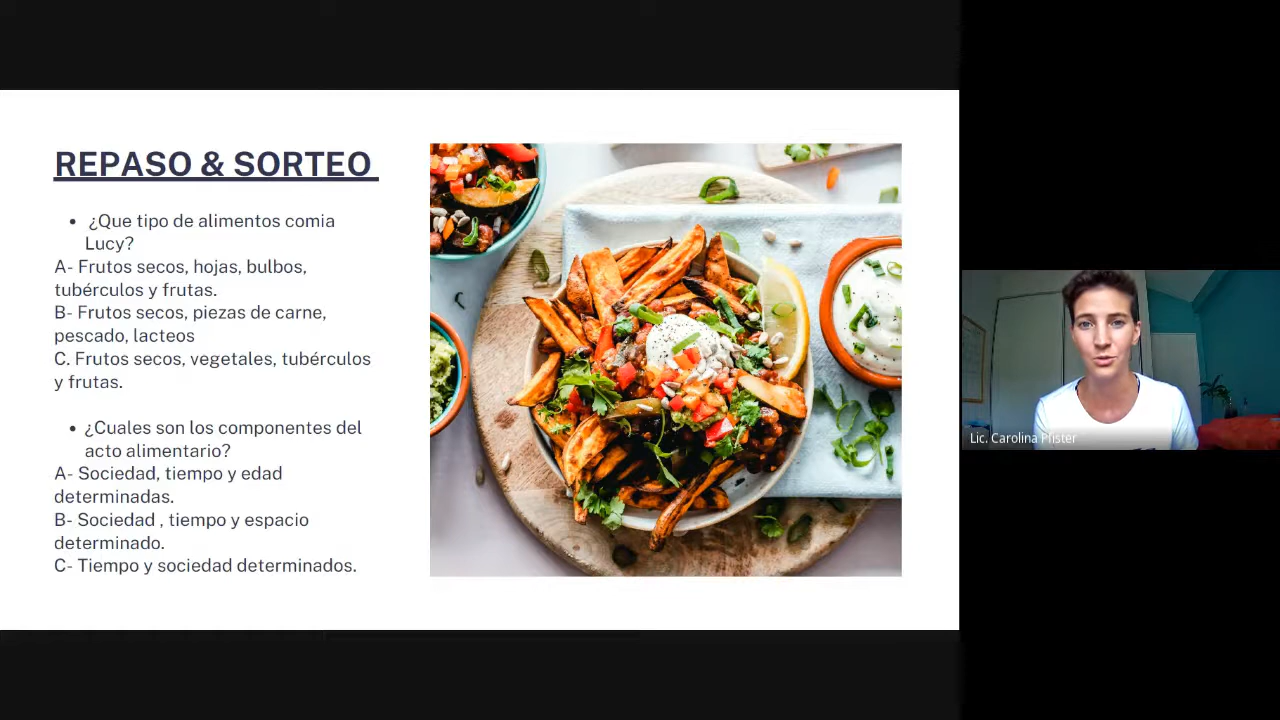 REPASO & SORTEO
• ¿Que tipo de alimentos comia
Lucy?
A- Frutos secos, hojas, bulbos,
tubérculos y frutas.
B- Frutos secos, piezas de carne,
pescado, lacteos
C. Frutos secos, vegetales, tubérculos
y frutas.
• ¿Cuales son los componentes del
acto alimentario?
A- Sociedad, tiempo y edad
determinadas.
B- Sociedad , tiempo y espacio
determinado.
C- Tiempo y sociedad determinados.
Lic. Carolina Pfister